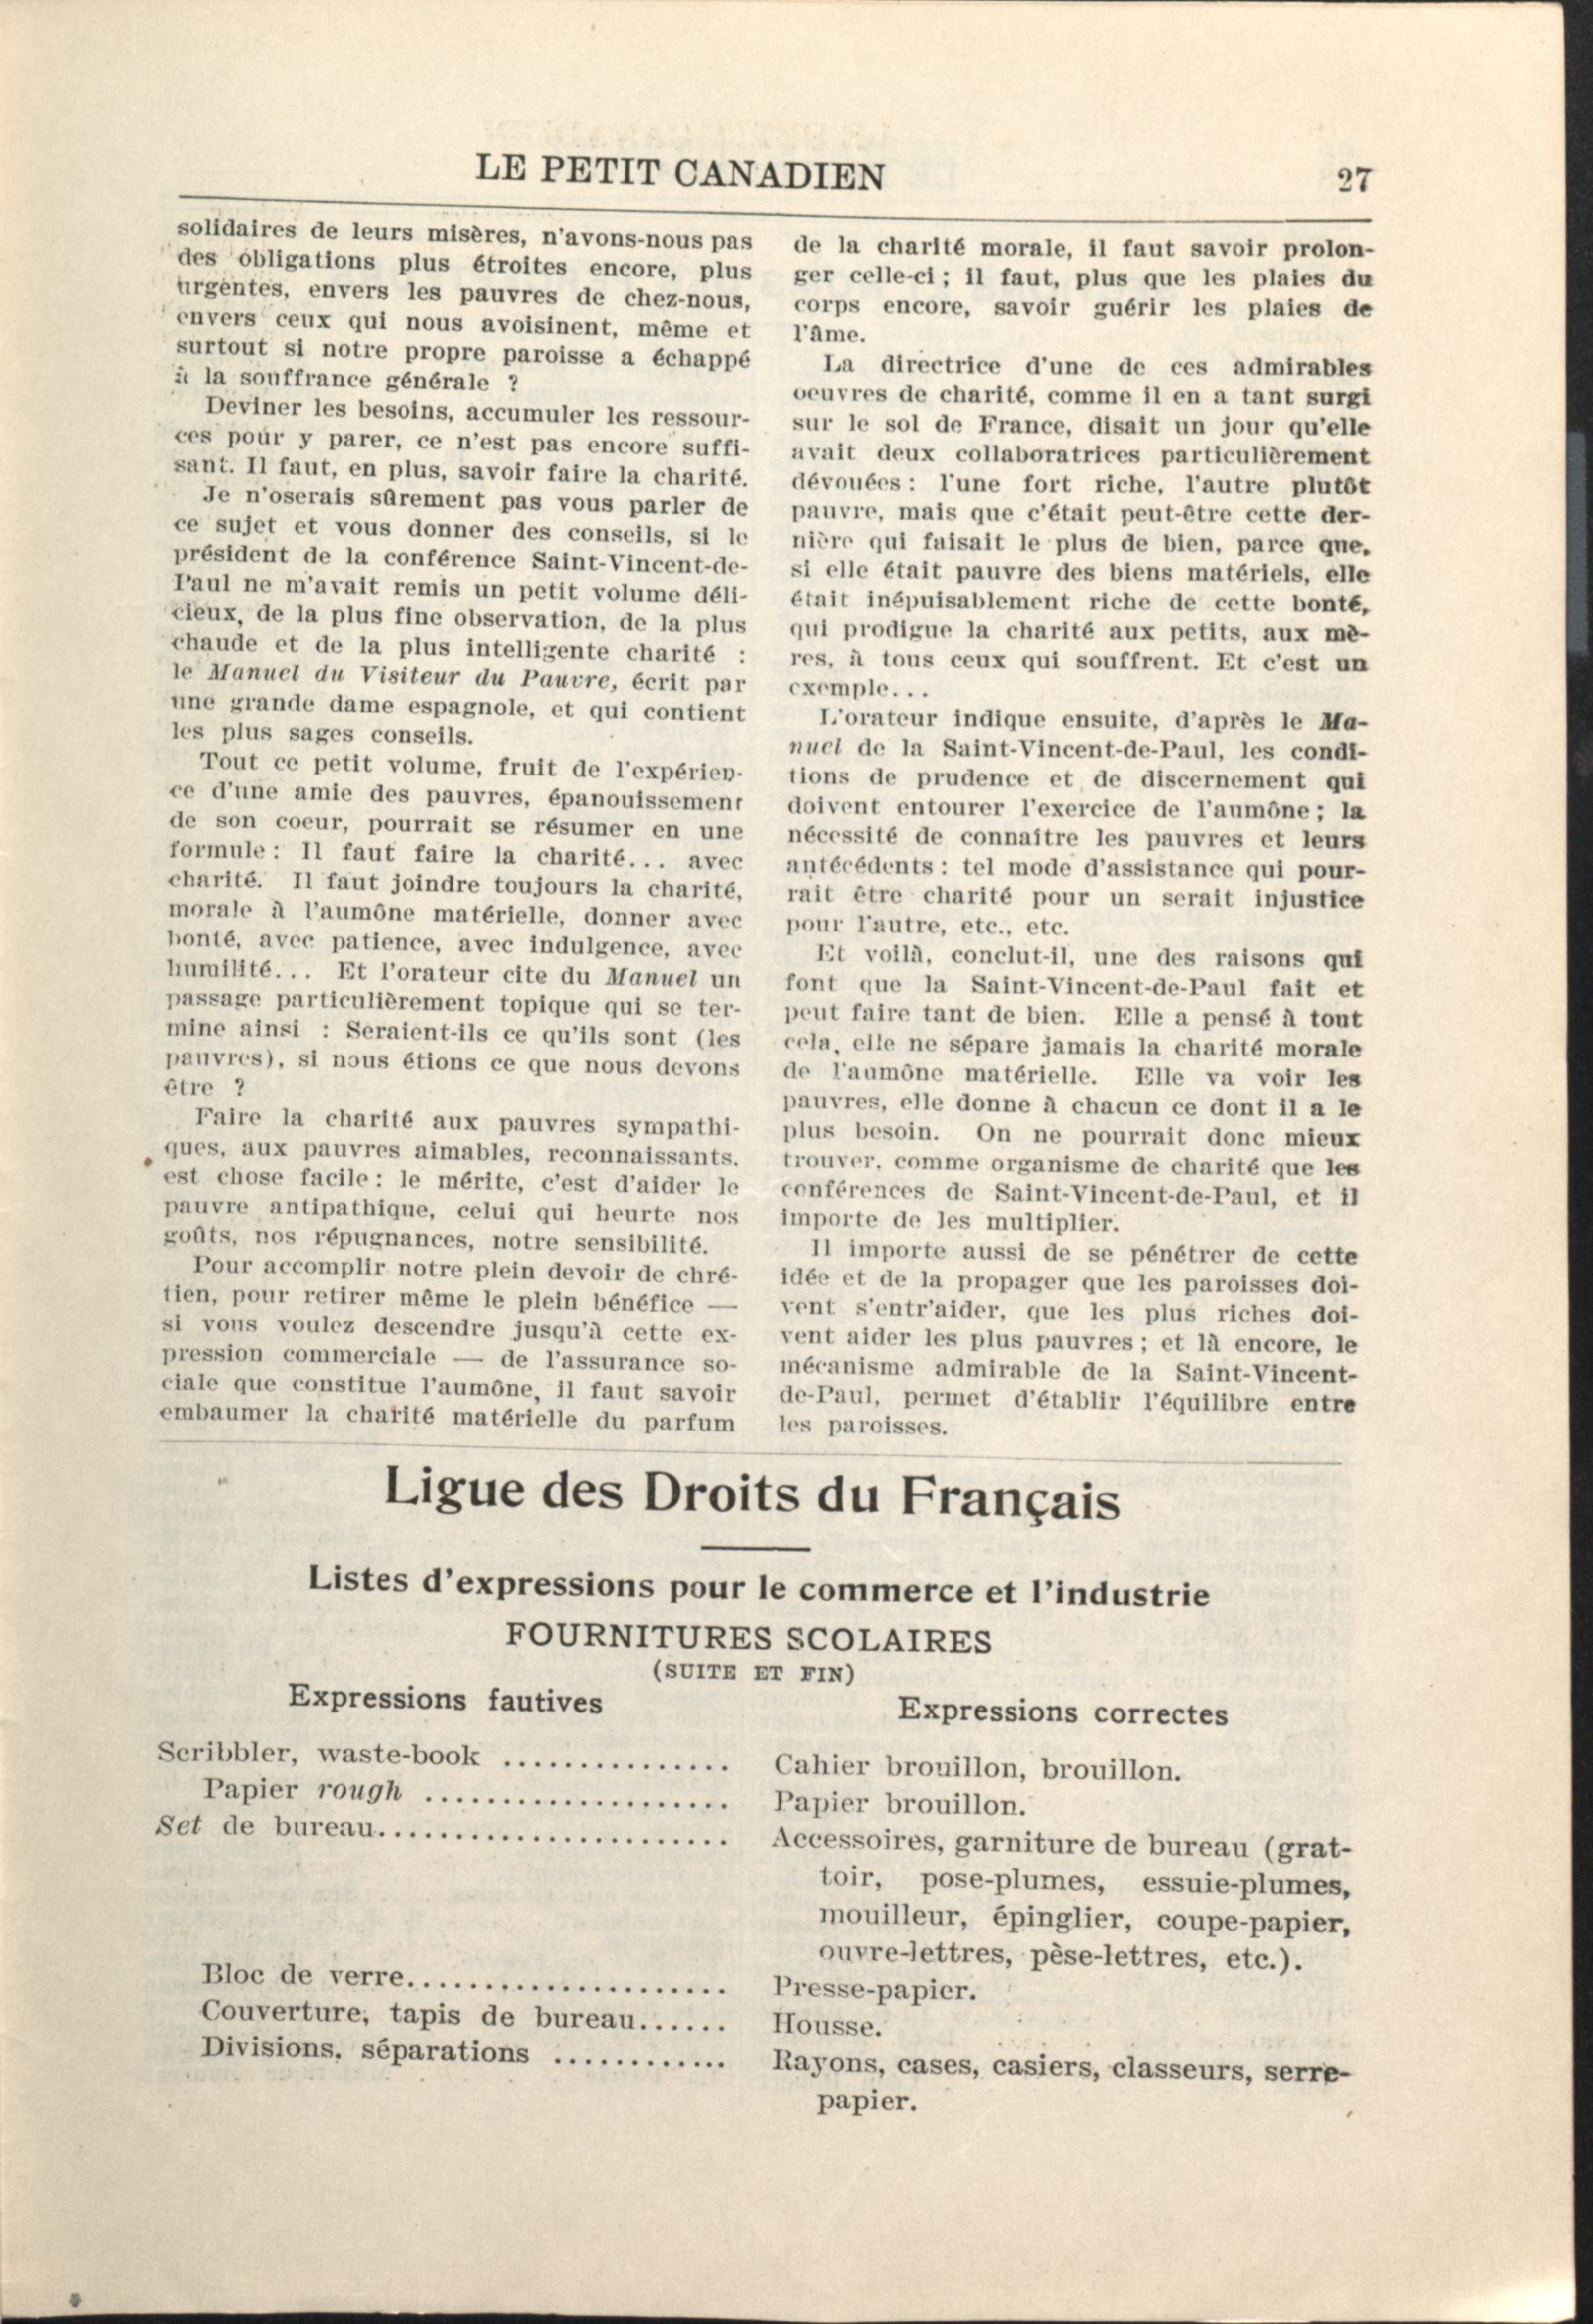 LE PETIT CANADIEN 27
solidaires de leurs misères, n'avons-nous pas
des obligations plus étroites encore, plus
urgentes, envers les pauvres de chez-nous,
envers ceux qui nous avoisinent, même et
surtout si notre propre paroisse a échappé
à la souffrance générale ?
Deviner les besoins, accumuler les ressour-
ces pour y parer, ce n'est pas encore suffi-
sant. Il faut, en plus, savoir faire la charité.
Je n'oserais sûrement pas vous parler de
ce sujet et vous donner des conseils, si le
président de la conférence Saint-Vincent-de-
Paul ne m'avait remis un petit volume déli-
cieux, de la plus fine observation, de la plus
chaude et de la plus intelligente charité :
le Manuel du Visiteur du Pauvre, écrit par
une grande dame espagnole, et qui contient
les plus sages conseils.
Tout ce petit volume, fruit de l'expérien-
ce d'une amie des pauvres, épanouissement
de son coeur, pourrait se résumer en une
formule : Il faut faire la charité... avec
charité. Il faut joindre toujours la charité,
morale à l'aumône matérielle, donner avec
bonté, avec patience, avec indulgence, avec
humilité... Et l'orateur cite du Manuel un
passage particulièrement topique qui se ter-
mine ainsi : Seraient-ils ce qu'ils sont (les
pauvres), si nous étions ce que nous devons
être ?
Faire la charité aux pauvres sympathi-
ques, aux pauvres aimables, reconnaissants.
est chose facile : le mérite, c'est d'aider le
pauvre antipathique, celui qui heurte nos
goûts, nos répugnances, notre sensibilité.
Pour accomplir notre plein devoir de chré-
tien, pour retirer même le plein bénéfice —
si vous voulez descendre jusqu'à cette ex-
pression commerciale — de l'assurance so-
ciale que constitue l'aumône, il faut savoir
embaumer la charité matérielle du parfum
de la charité morale, il faut savoir prolon-
ger celle-ci ; il faut, plus que les plaies du
corps encore, savoir guérir les plaies de
l'âme.
La directrice d'une de ces admirables
oeuvres de charité, comme il en a tant surgi
sur le sol de France, disait un jour qu'elle
avait deux collaboratrices particulièrement
dévouées : l'une fort riche, l'autre plutôt
pauvre, mais que c'était peut-être cette der-
nière qui faisait le plus de bien, parce que,
si elle était pauvre des biens matériels, elle
était inépuisablement riche de cette bonté,
qui prodigue la charité aux petits, aux mè-
res, à tous ceux qui souffrent. Et c'est un
exemple...
L'orateur indique ensuite, d'après le Ma-
nuel de la Saint-Vincent-de-Paul, les condi-
tions de prudence et de discernement qui
doivent entourer l'exercice de l'aumône ; la
nécessité de connaître les pauvres et leurs
antécédents : tel mode d'assistance qui pour-
rait être charité pour un serait injustice
pour l'autre, etc., etc.
Et voilà, conclut-il, une des raisons qui
font que la Saint-Vincent-de-Paul fait et
peut faire tant de bien. Elle a pensé à tout
cela, elle ne sépare jamais la charité morale
de l'aumône matérielle. Elle va voir les
pauvres, elle donne à chacun ce dont il a le
plus besoin. On ne pourrait donc mieux
trouver, comme organisme de charité que les
conférences de Saint-Vincent-de-Paul, et il
importe de les multiplier.
Il importe aussi de se pénétrer de cette
idée et de la propager que les paroisses doi-
vent s'entr'aider, que les plus riches doi-
vent aider les plus pauvres ; et là encore, le
mécanisme admirable de la Saint-Vincent-
de-Paul, permet d'établir l'équilibre entre
les paroisses.
Ligue des Droits du Français
Listes d'expressions pour le commerce et l'industrie
FOURNITURES SCOLAIRES
(SUITE ET FIN)
Expressions fautives Expressions correctes
Scribbler, waste-book ............... Cahier brouillon, brouillon.
Papier rough .................... Papier brouillon.
Set de bureau....................... Accessoires, garniture de bureau (grat-
toir, pose-plumes, essuie-plumes,
mouilleur, épinglier, coupe-papier,
ouvre-lettres, pèse-lettres, etc.).
Bloc de verre..................... Presse-papier.
Couverture, tapis de bureau...... Housse.
Divisions, séparations ............ Rayons, cases, casiers, classeurs, serre-
papier.